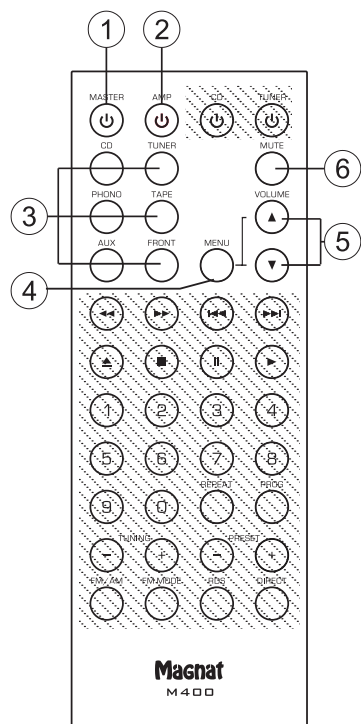 1 2
MASTER AMP CD TUNER
CD TUNER MUTE
6
PHONO TAPE VOLUME
3
5
AUX FRONT MENU
4
1 2 3 4
5 6 7 8
REPEAT PROG
9 0
TUNING PRESET
- + - +
FM/AM FM MODE RDS DIRECT
Magnat
M400